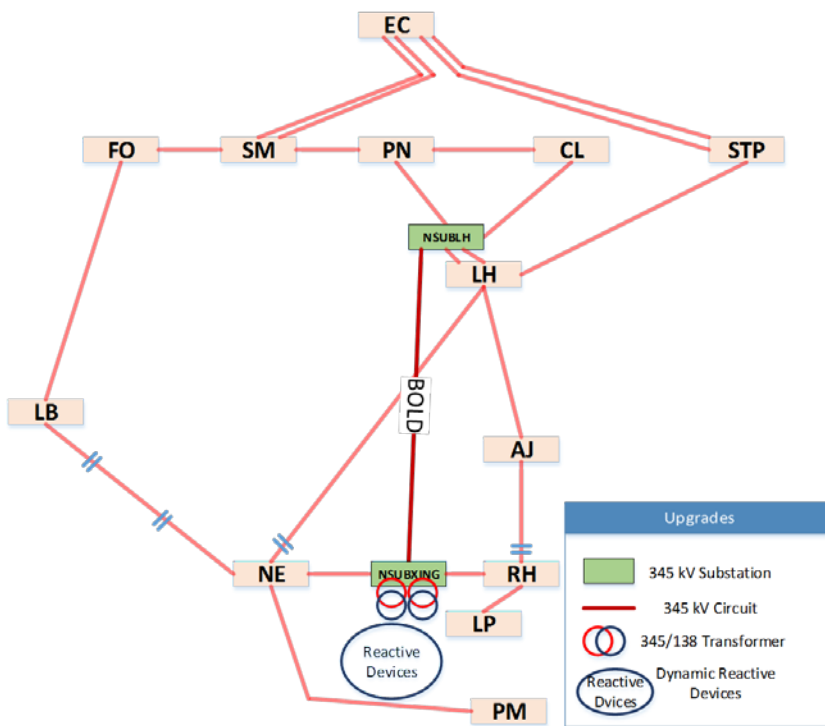 EC
FO
SM
PN
CL
STP
NSUBLH
LH
BOLD
LB
AJ
NE
NSUBXING
RH
LP
Reactive
Devices
PM
Upgrades
345 kV Substation
345 kV Circuit
345/138 Transformer
Reactive
Dvices
Dynamic Reactive
Devices